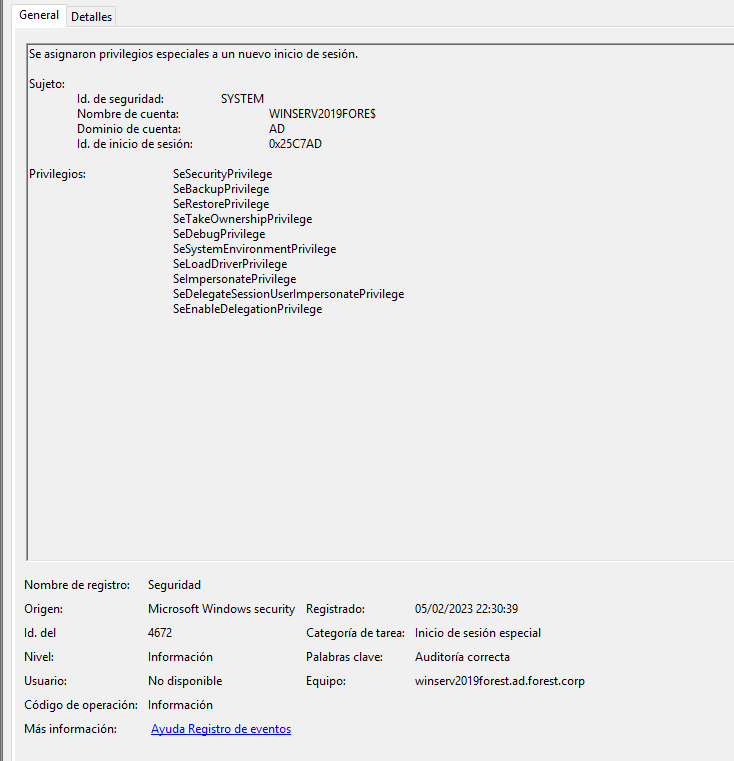 General Detalles
Se asignaron privilegios especiales a un nuevo inicio de sesión.
Sujeto:
Id. de seguridad: SYSTEM
Nombre de cuenta: WINSERV2019FORE$
Dominio de cuenta: AD
Id. de inicio de sesión: 0x25C7AD
Privilegios: SeSecurityPrivilege
SeBackupPrivilege
SeRestorePrivilege
SeTakeOwnershipPrivilege
SeDebugPrivilege
SeSystemEnvironmentPrivilege
SeLoadDriverPrivilege
SeImpersonatePrivilege
SeDelegateSessionUserImpersonatePrivilege
SeEnableDelegationPrivilege
Nombre de registro: Seguridad
Origen: Microsoft Windows security Registrado: 05/02/2023 22:30:39
Id. del 4672 Categoría de tarea: Inicio de sesión especial
Nivel: Información Palabras clave: Auditoría correcta
Usuario: No disponible Equipo: winserv2019forest.ad.forest.corp
Código de operación: Información
Más información: Ayuda Registro de eventos